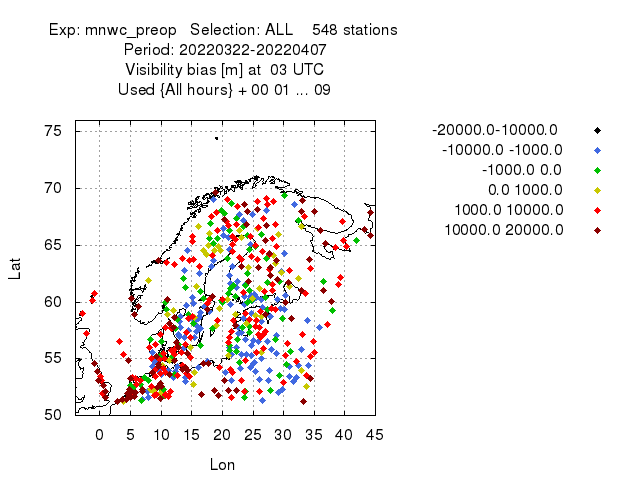 Exp: mnwc_preop   Selection: ALL    548 stations
Period: 20220322-20220407
Visibility bias [m] at  03 UTC
Used {All hours} + 00 01 ... 09
-20000.0-10000.0
-10000.0 -1000.0
-1000.0 0.0
0.0 1000.0
1000.0 10000.0
10000.0 20000.0
75
70
65
60
55
50
Lat
0 5 10 15 20 25 30 35 40 45
Lon